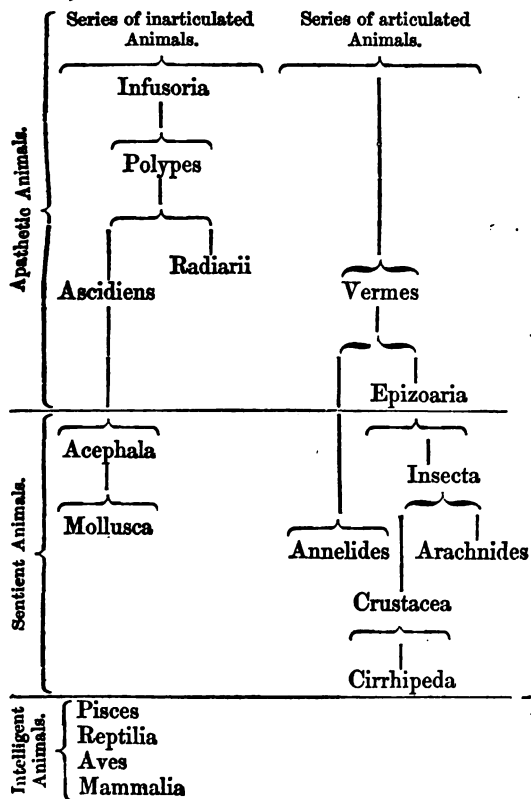 Series of inarticulated
Animals.
Series of articulated
Animals.
Apathetic Animals.
Infusoria
Polypes
Radiarii
Ascidiens
Vermes
Epizoaria
Sentient Animals.
Acephala
Insecta
Mollusca
Annelides
Arachnides
Crustacea
Cirrhipeda
Intelligent
Animals.
Pisces
Reptilia
Aves
Mammalia